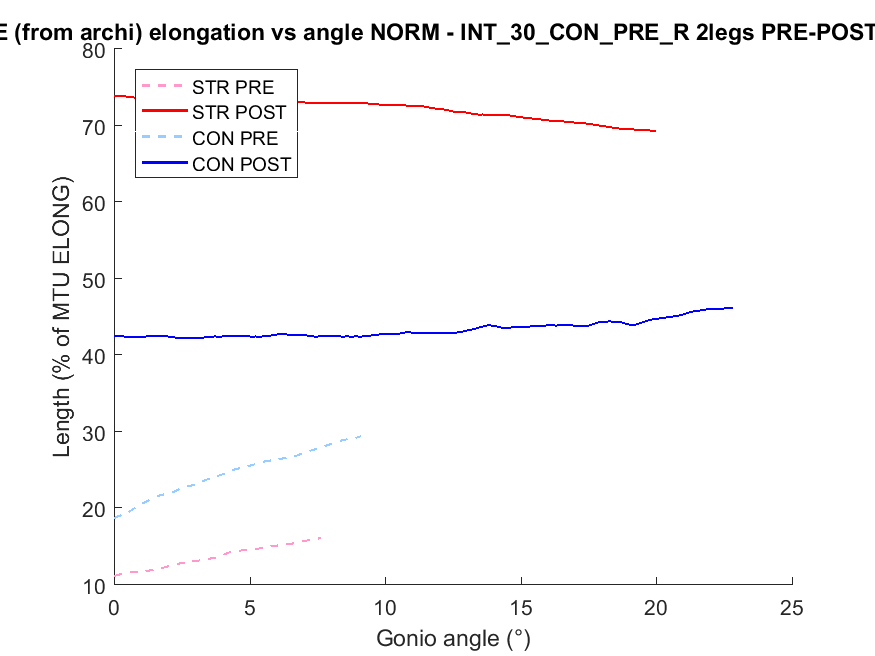 E (from archi) elongation vs angle NORM - INT_30_CON_PRE_R 2legs PRE-POST
80
STR PRE
STR POST
CON PRE
CON POST
70
60
50
40
30
20
10
Length (% of MTU ELONG)
0 5 10 15 20 25
Gonio angle (°)